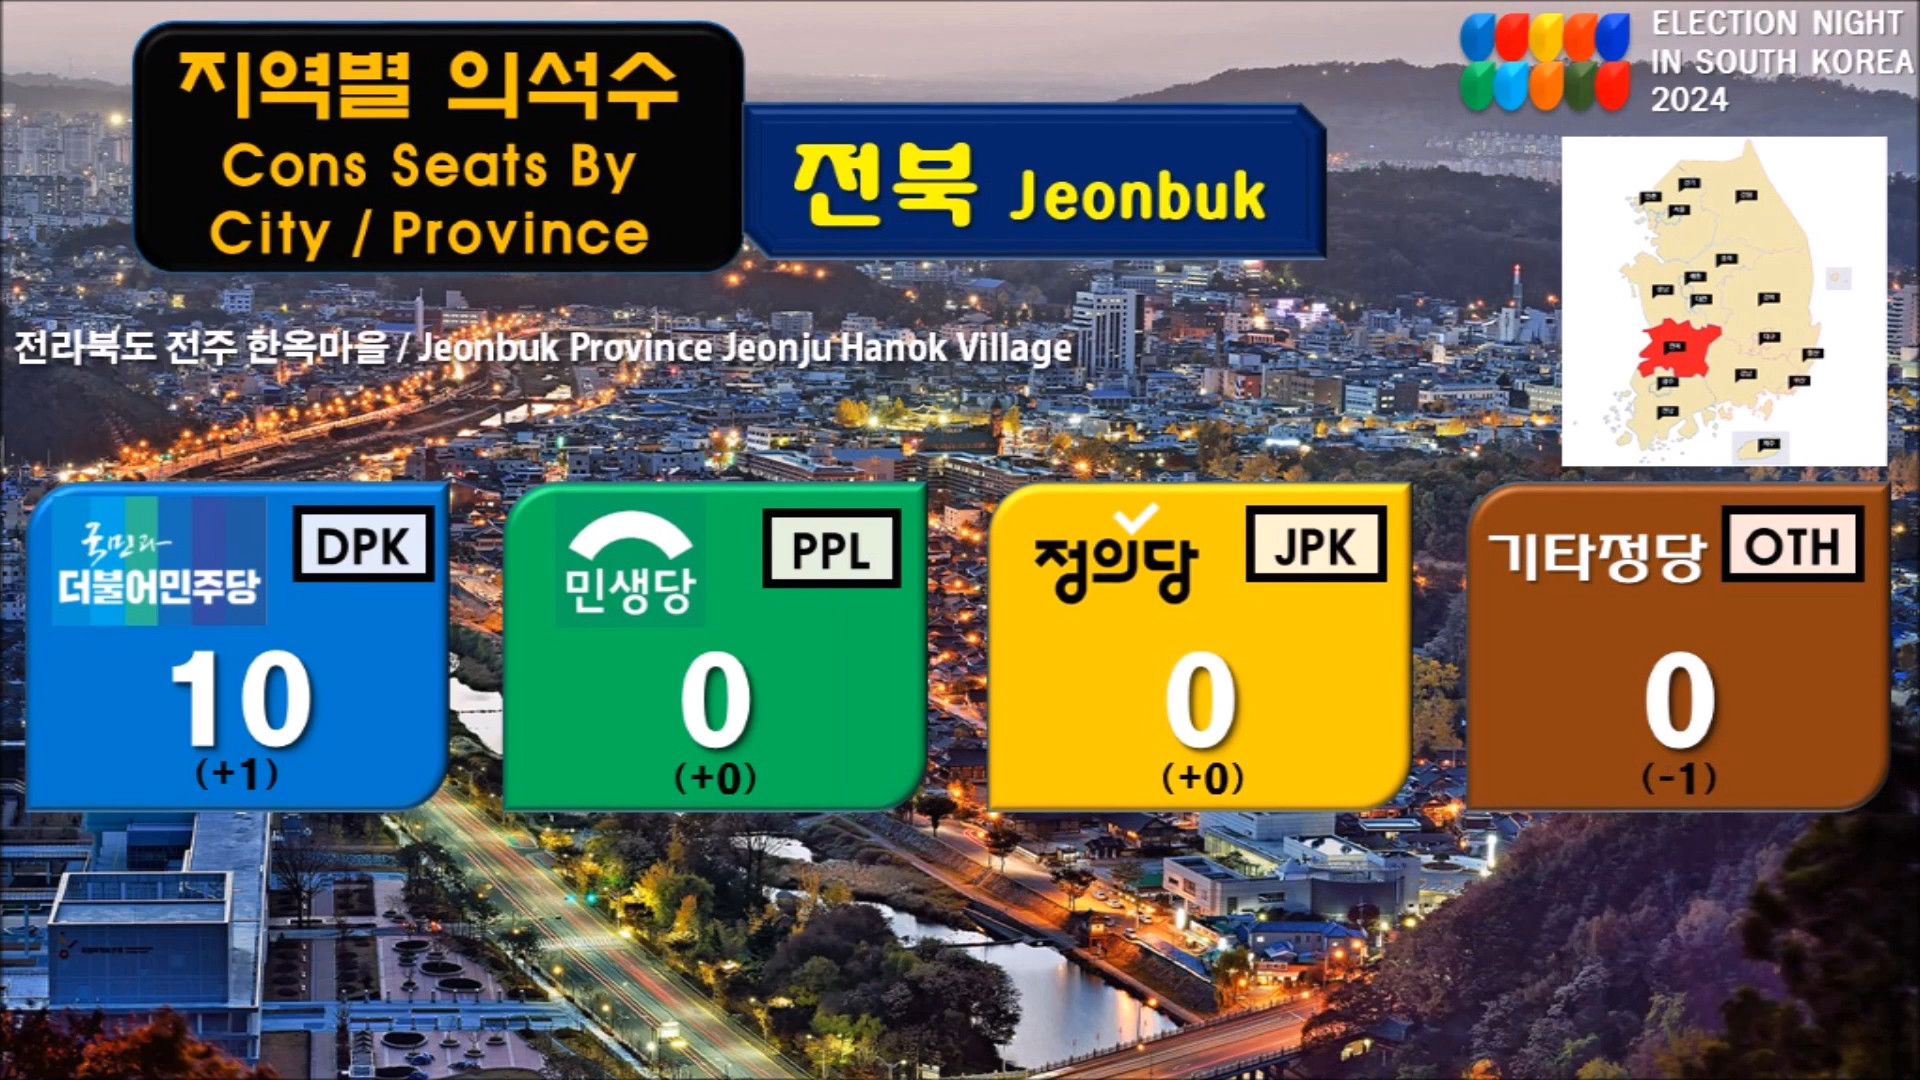 지역별 의석수
Cons Seats By
City / Province
전북 Jeonbuk
ELECTION NIGHT
IN SOUTH KOREA
2024
전라북도 전주 한옥마을 / Jeonbuk Province Jeonju Hanok Village
국민과
더불어민주당
DPK
10
(+1)
민생당
PPL
0
(+0)
정의당
JPK
0
(+0)
기타정당
OTH
0
(-1)